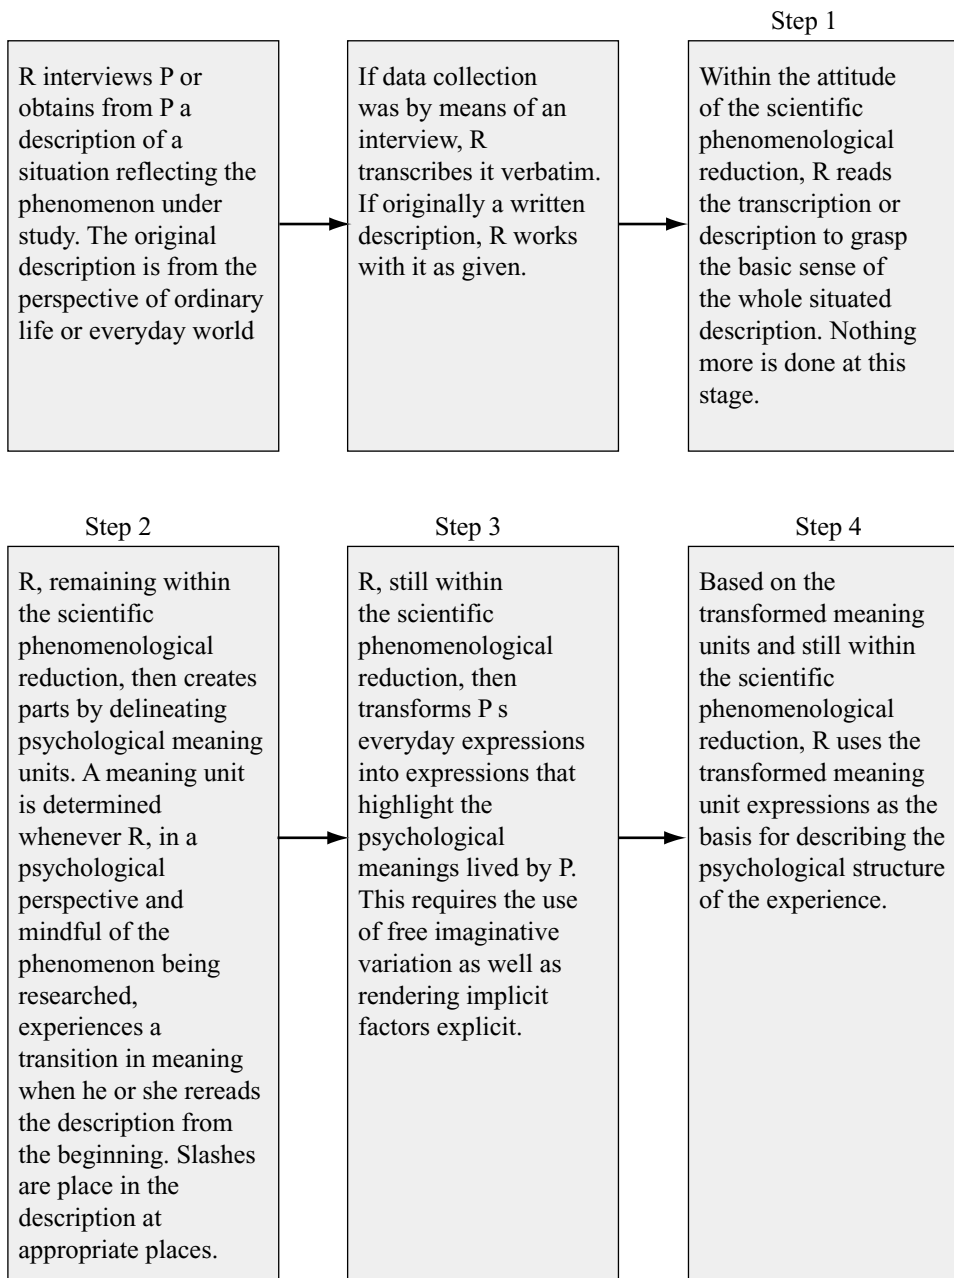 R interviews P or
obtains from P a
description of a
situation reflecting the
phenomenon under
study. The original
description is from the
perspective of ordinary
life or everyday world
If data collection
was by means of an
interview, R
transcribes it verbatim.
If originally a written
description, R works
with it as given.
Step 1
Within the attitude
of the scientific
phenomenological
reduction, R reads
the transcription or
description to grasp
the basic sense of
the whole situated
description. Nothing
more is done at this
stage.
Step 2
R, remaining within
the scientific
phenomenological
reduction, then creates
parts by delineating
psychological meaning
units. A meaning unit
is determined
whenever R, in a
psychological
perspective and
mindful of the
phenomenon being
researched,
experiences a
transition in meaning
when he or she rereads
the description from
the beginning. Slashes
are place in the
description at
appropriate places.
Step 3
R, still within
the scientific
phenomenological
reduction, then
transforms P s
everyday expressions
into expressions that
highlight the
psychological
meanings lived by P.
This requires the use
of free imaginative
variation as well as
rendering implicit
factors explicit.
Step 4
Based on the
transformed meaning
units and still within
the scientific
phenomenological
reduction, R uses the
transformed meaning
unit expressions as the
basis for describing the
psychological structure
of the experience.